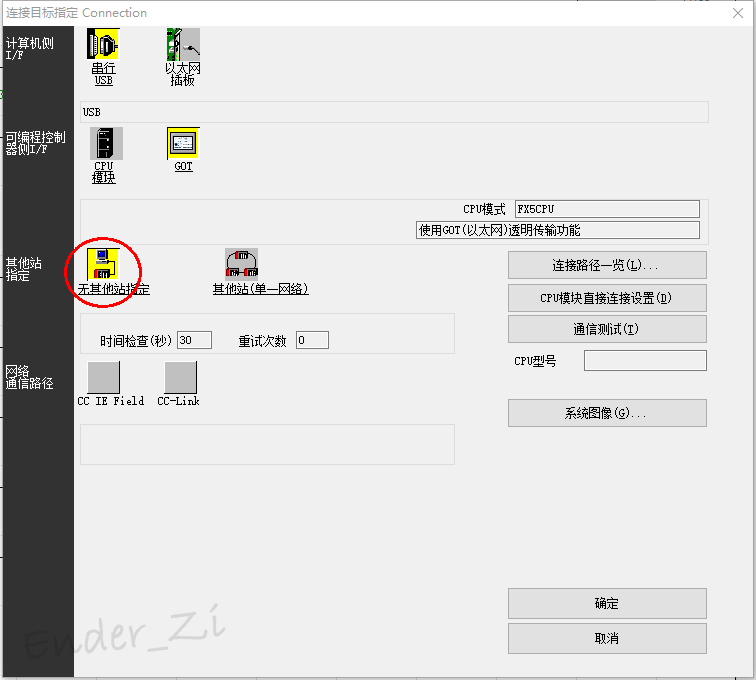 连接目标指定 Connection
计算机侧
I/F
串行
USB
以太网
插板
USB
可编程控制
器侧I/F
CPU
模块
GOT
CPU模式
FX5CPU
使用GOT(以太网)透明传输功能
其他站
指定
无其他站指定
其他站(单一网络)
连接路径一览(L)...
CPU模块直接连接设置(D)
时间检查(秒)
30
重试次数
0
通信测试(T)
CPU型号
网络
通信路径
CC IE Field
CC-Link
系统图像(G)...
确定
取消
Ender_Zi